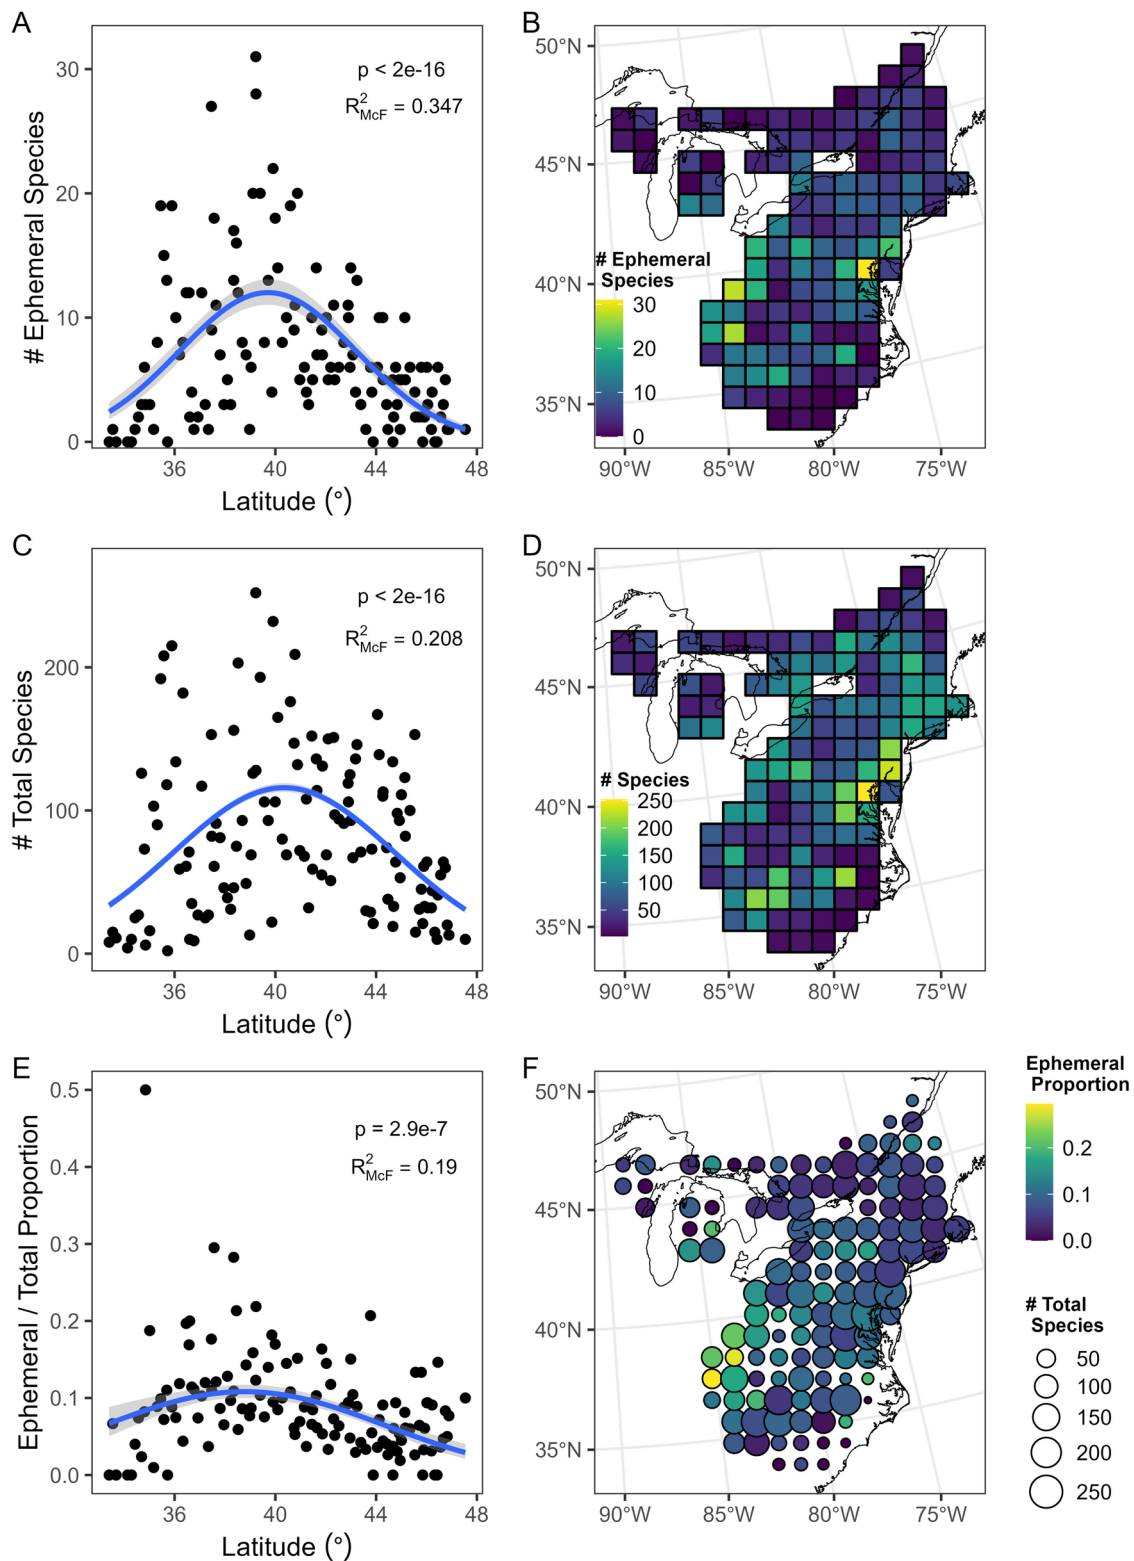 A
# Ephemeral Species
30
20
10
0
p < 2e-16
R²McF = 0.347
36
40
44
48
Latitude (°)
B
50°N
45°N
40°N
35°N
# Ephemeral
Species
30
20
10
0
90°W
85°W
80°W
75°W
C
# Total Species
200
100
0
p < 2e-16
R²McF = 0.208
36
40
44
48
Latitude (°)
D
50°N
45°N
40°N
35°N
# Species
250
200
150
100
50
90°W
85°W
80°W
75°W
E
Ephemeral / Total Proportion
0.5
0.4
0.3
0.2
0.1
0.0
p = 2.9e-7
R²McF = 0.19
36
40
44
48
Latitude (°)
F
50°N
45°N
40°N
35°N
90°W
85°W
80°W
75°W
Ephemeral
Proportion
0.2
0.1
0.0
# Total
Species
50
100
150
200
250